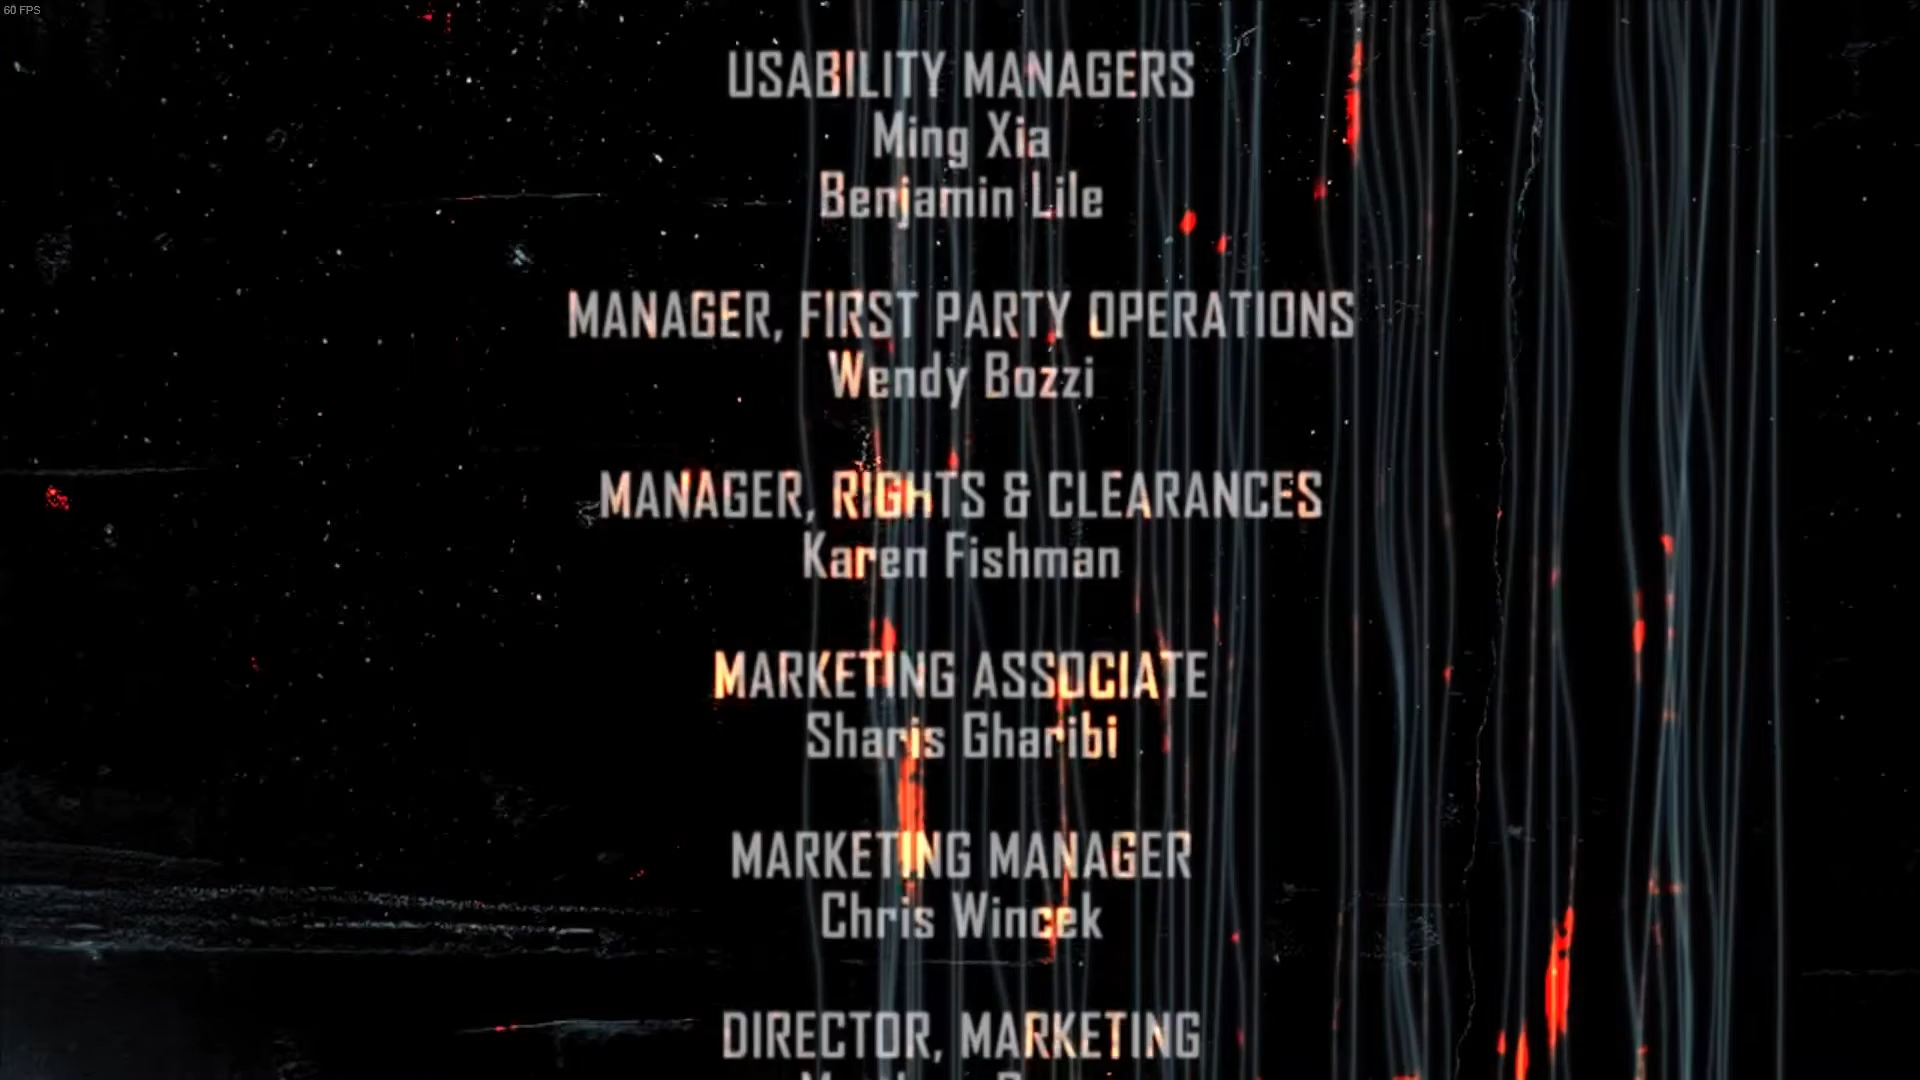 60 FPS
USABILITY MANAGERS
Ming Xia
Benjamin Lile
MANAGER, FIRST PARTY OPERATIONS
Wendy Bozzi
MANAGER, RIGHTS & CLEARANCES
Karen Fishman
MARKETING ASSOCIATE
Sharis Gharibi
MARKETING MANAGER
Chris Wincek
DIRECTOR, MARKETING